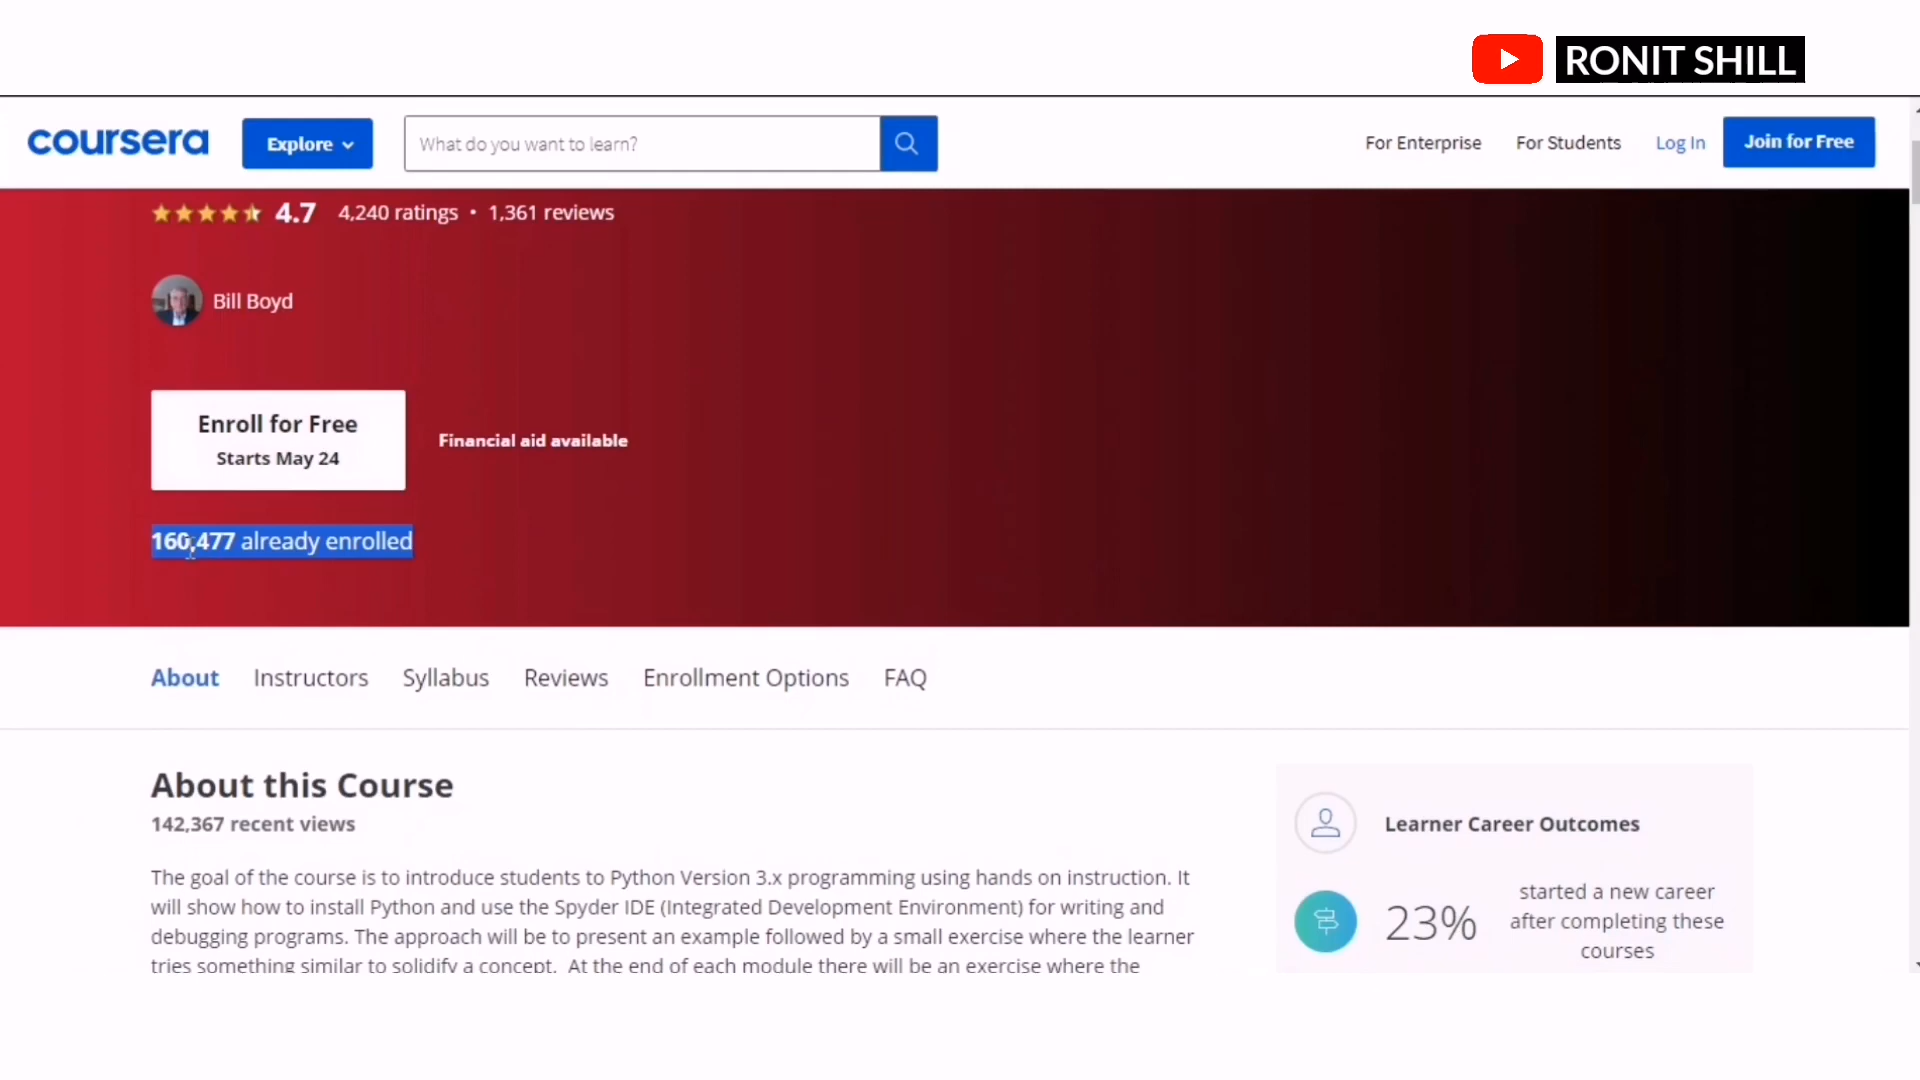 RONIT SHILL
coursera
Explore
What do you want to learn?
For Enterprise
For Students
Log In
Join for Free
4.7 4,240 ratings • 1,361 reviews
Bill Boyd
Enroll for Free
Starts May 24
Financial aid available
160,477 already enrolled
About Instructors Syllabus Reviews Enrollment Options FAQ
About this Course
142,367 recent views
The goal of the course is to introduce students to Python Version 3.x programming using hands on instruction. It
will show how to install Python and use the Spyder IDE (Integrated Development Environment) for writing and
debugging programs. The approach will be to present an example followed by a small exercise where the learner
tries something similar to solidify a concept. At the end of each module there will be an exercise where the
Learner Career Outcomes
23%
started a new career
after completing these
courses